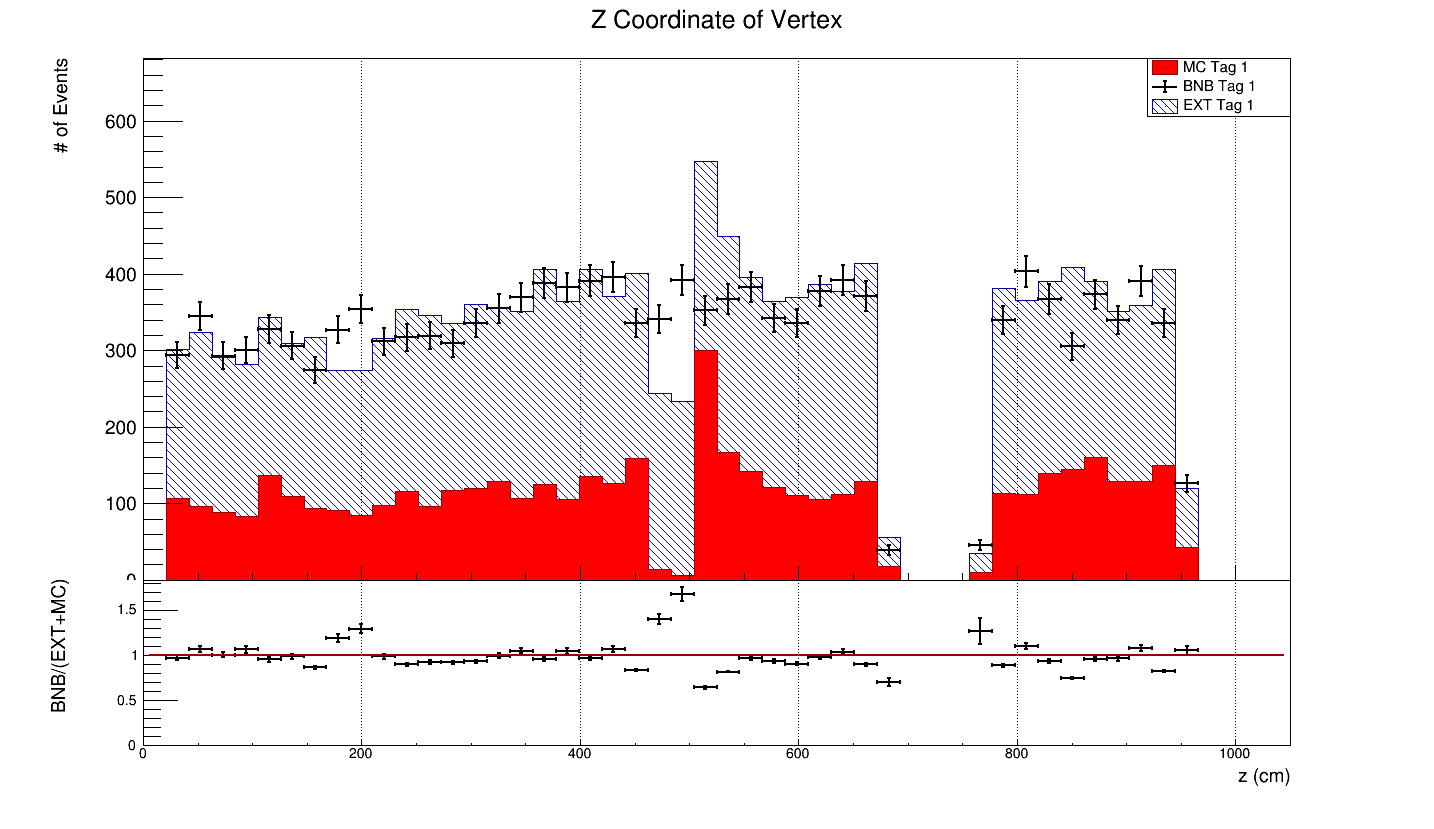 Z Coordinate of Vertex
# of Events
MC Tag 1
BNB Tag 1
EXT Tag 1
600
500
400
300
200
100
0
BNB/(EXT+MC)
1.5
1
0.5
0
0 200 400 600 800 1000
z (cm)